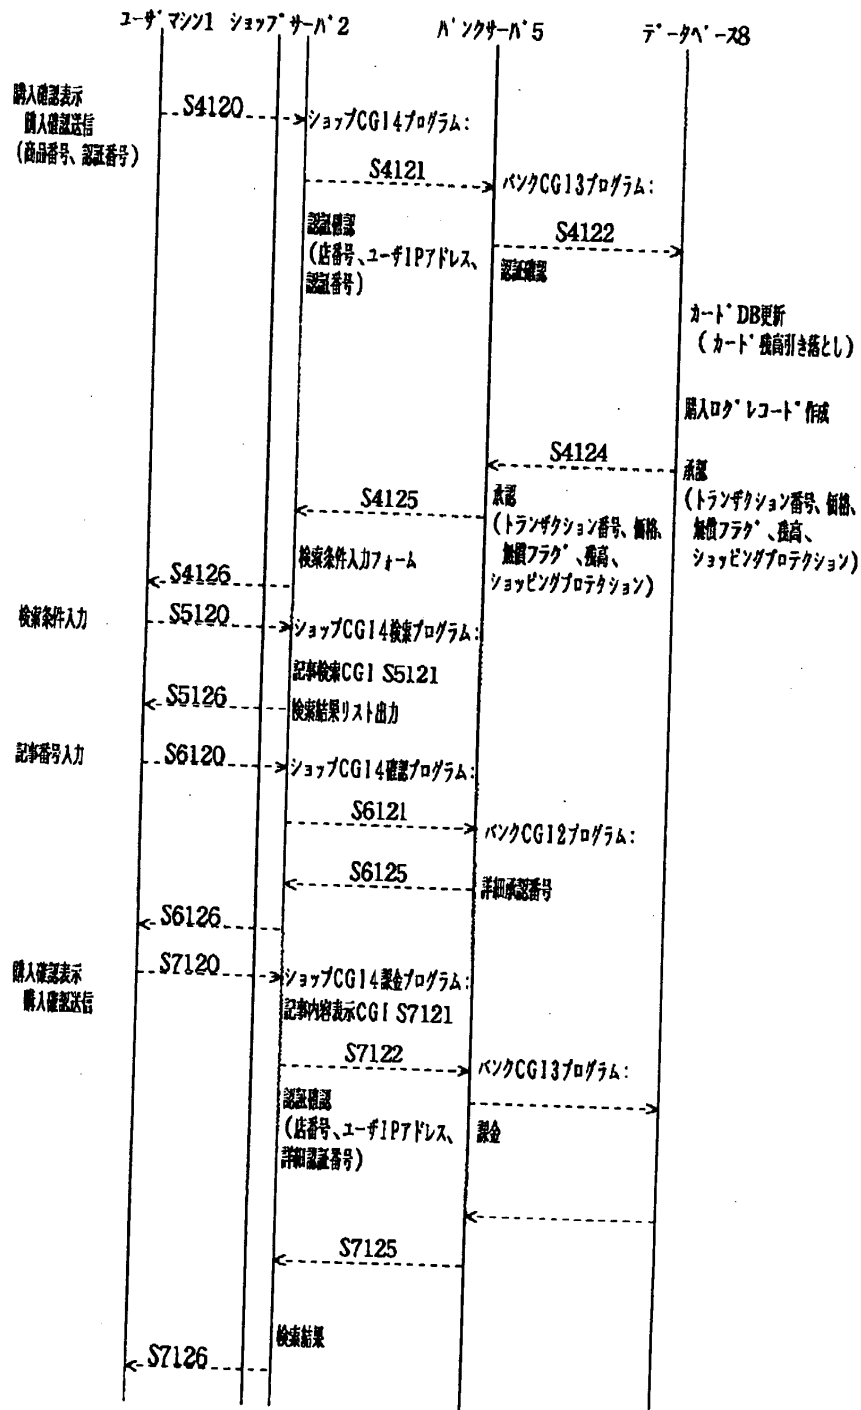 ユーザマシン1 ショップサーバ2 バンクサーバ5 データベース8
購入確認表示
購入確認送信
(商品番号、認証番号)
S4120
ショップCGI4プログラム:
S4121
バンクCGI3プログラム:
認証確認
(店番号、ユーザIPアドレス、
認証番号)
S4122
認証確認
カードDB更新
(カード残高引き落とし)
購入ログレコード作成
S4124
承認
(トランザクション番号、価格、
無償フラグ、残高、
ショッピングプロテクション)
S4125
承認
(トランザクション番号、価格、
無償フラグ、残高、
ショッピングプロテクション)
検索条件入力フォーム
S4126
検索条件入力
S5120
ショップCGI4検索プログラム:
記事検索CGI S5121
S5126
検索結果リスト出力
記事番号入力
S6120
ショップCGI4確認プログラム:
S6121
バンクCGI2プログラム:
S6125
詳細承認番号
S6126
購入確認表示
購入確認送信
S7120
ショップCGI4課金プログラム:
記事内容表示CGI S7121
S7122
バンクCGI3プログラム:
認証確認
(店番号、ユーザIPアドレス、
詳細認証番号)
課金
S7125
検索結果
S7126